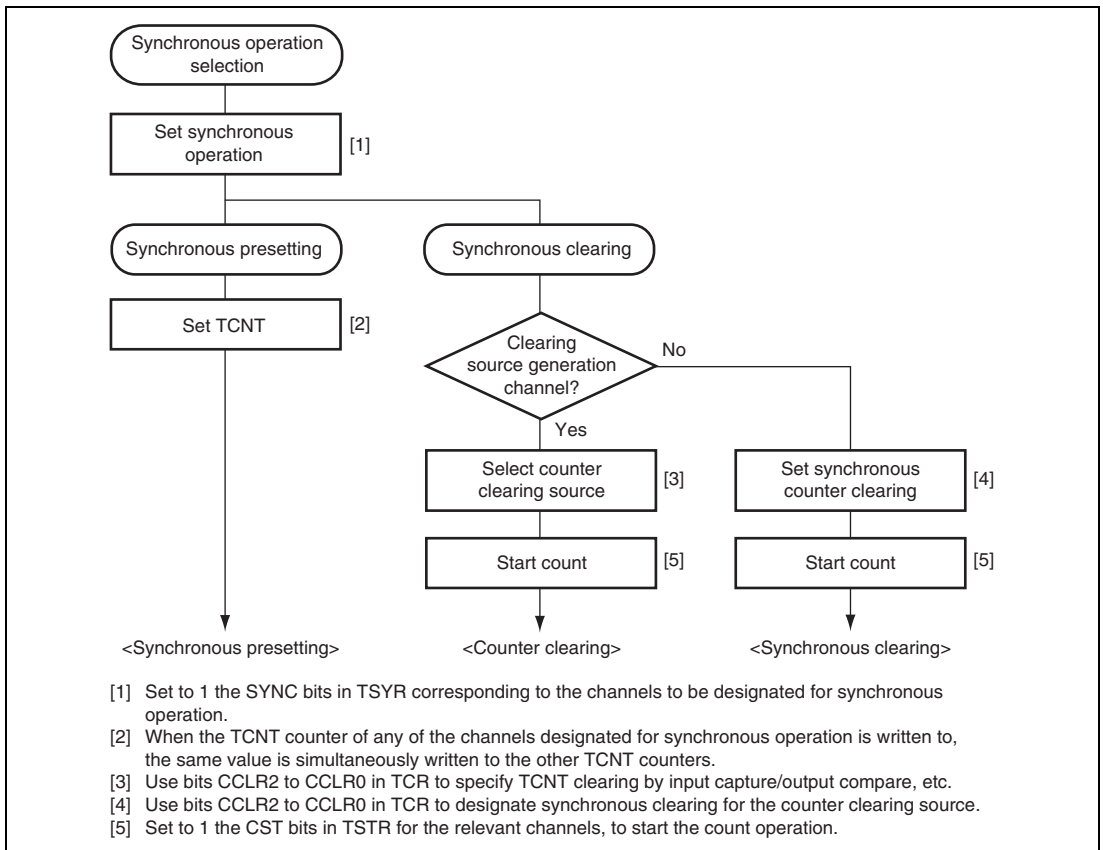 Synchronous operation
selection
Set synchronous
operation
[1]
Synchronous presetting
Synchronous clearing
Set TCNT
[2]
Clearing
source generation
channel?
No
Yes
Select counter
clearing source
[3]
Set synchronous
counter clearing
[4]
Start count
[5]
Start count
[5]
<Synchronous presetting>
<Counter clearing>
<Synchronous clearing>
[1] Set to 1 the SYNC bits in TSYR corresponding to the channels to be designated for synchronous
operation.
[2] When the TCNT counter of any of the channels designated for synchronous operation is written to,
the same value is simultaneously written to the other TCNT counters.
[3] Use bits CCLR2 to CCLR0 in TCR to specify TCNT clearing by input capture/output compare, etc.
[4] Use bits CCLR2 to CCLR0 in TCR to designate synchronous clearing for the counter clearing source.
[5] Set to 1 the CST bits in TSTR for the relevant channels, to start the count operation.